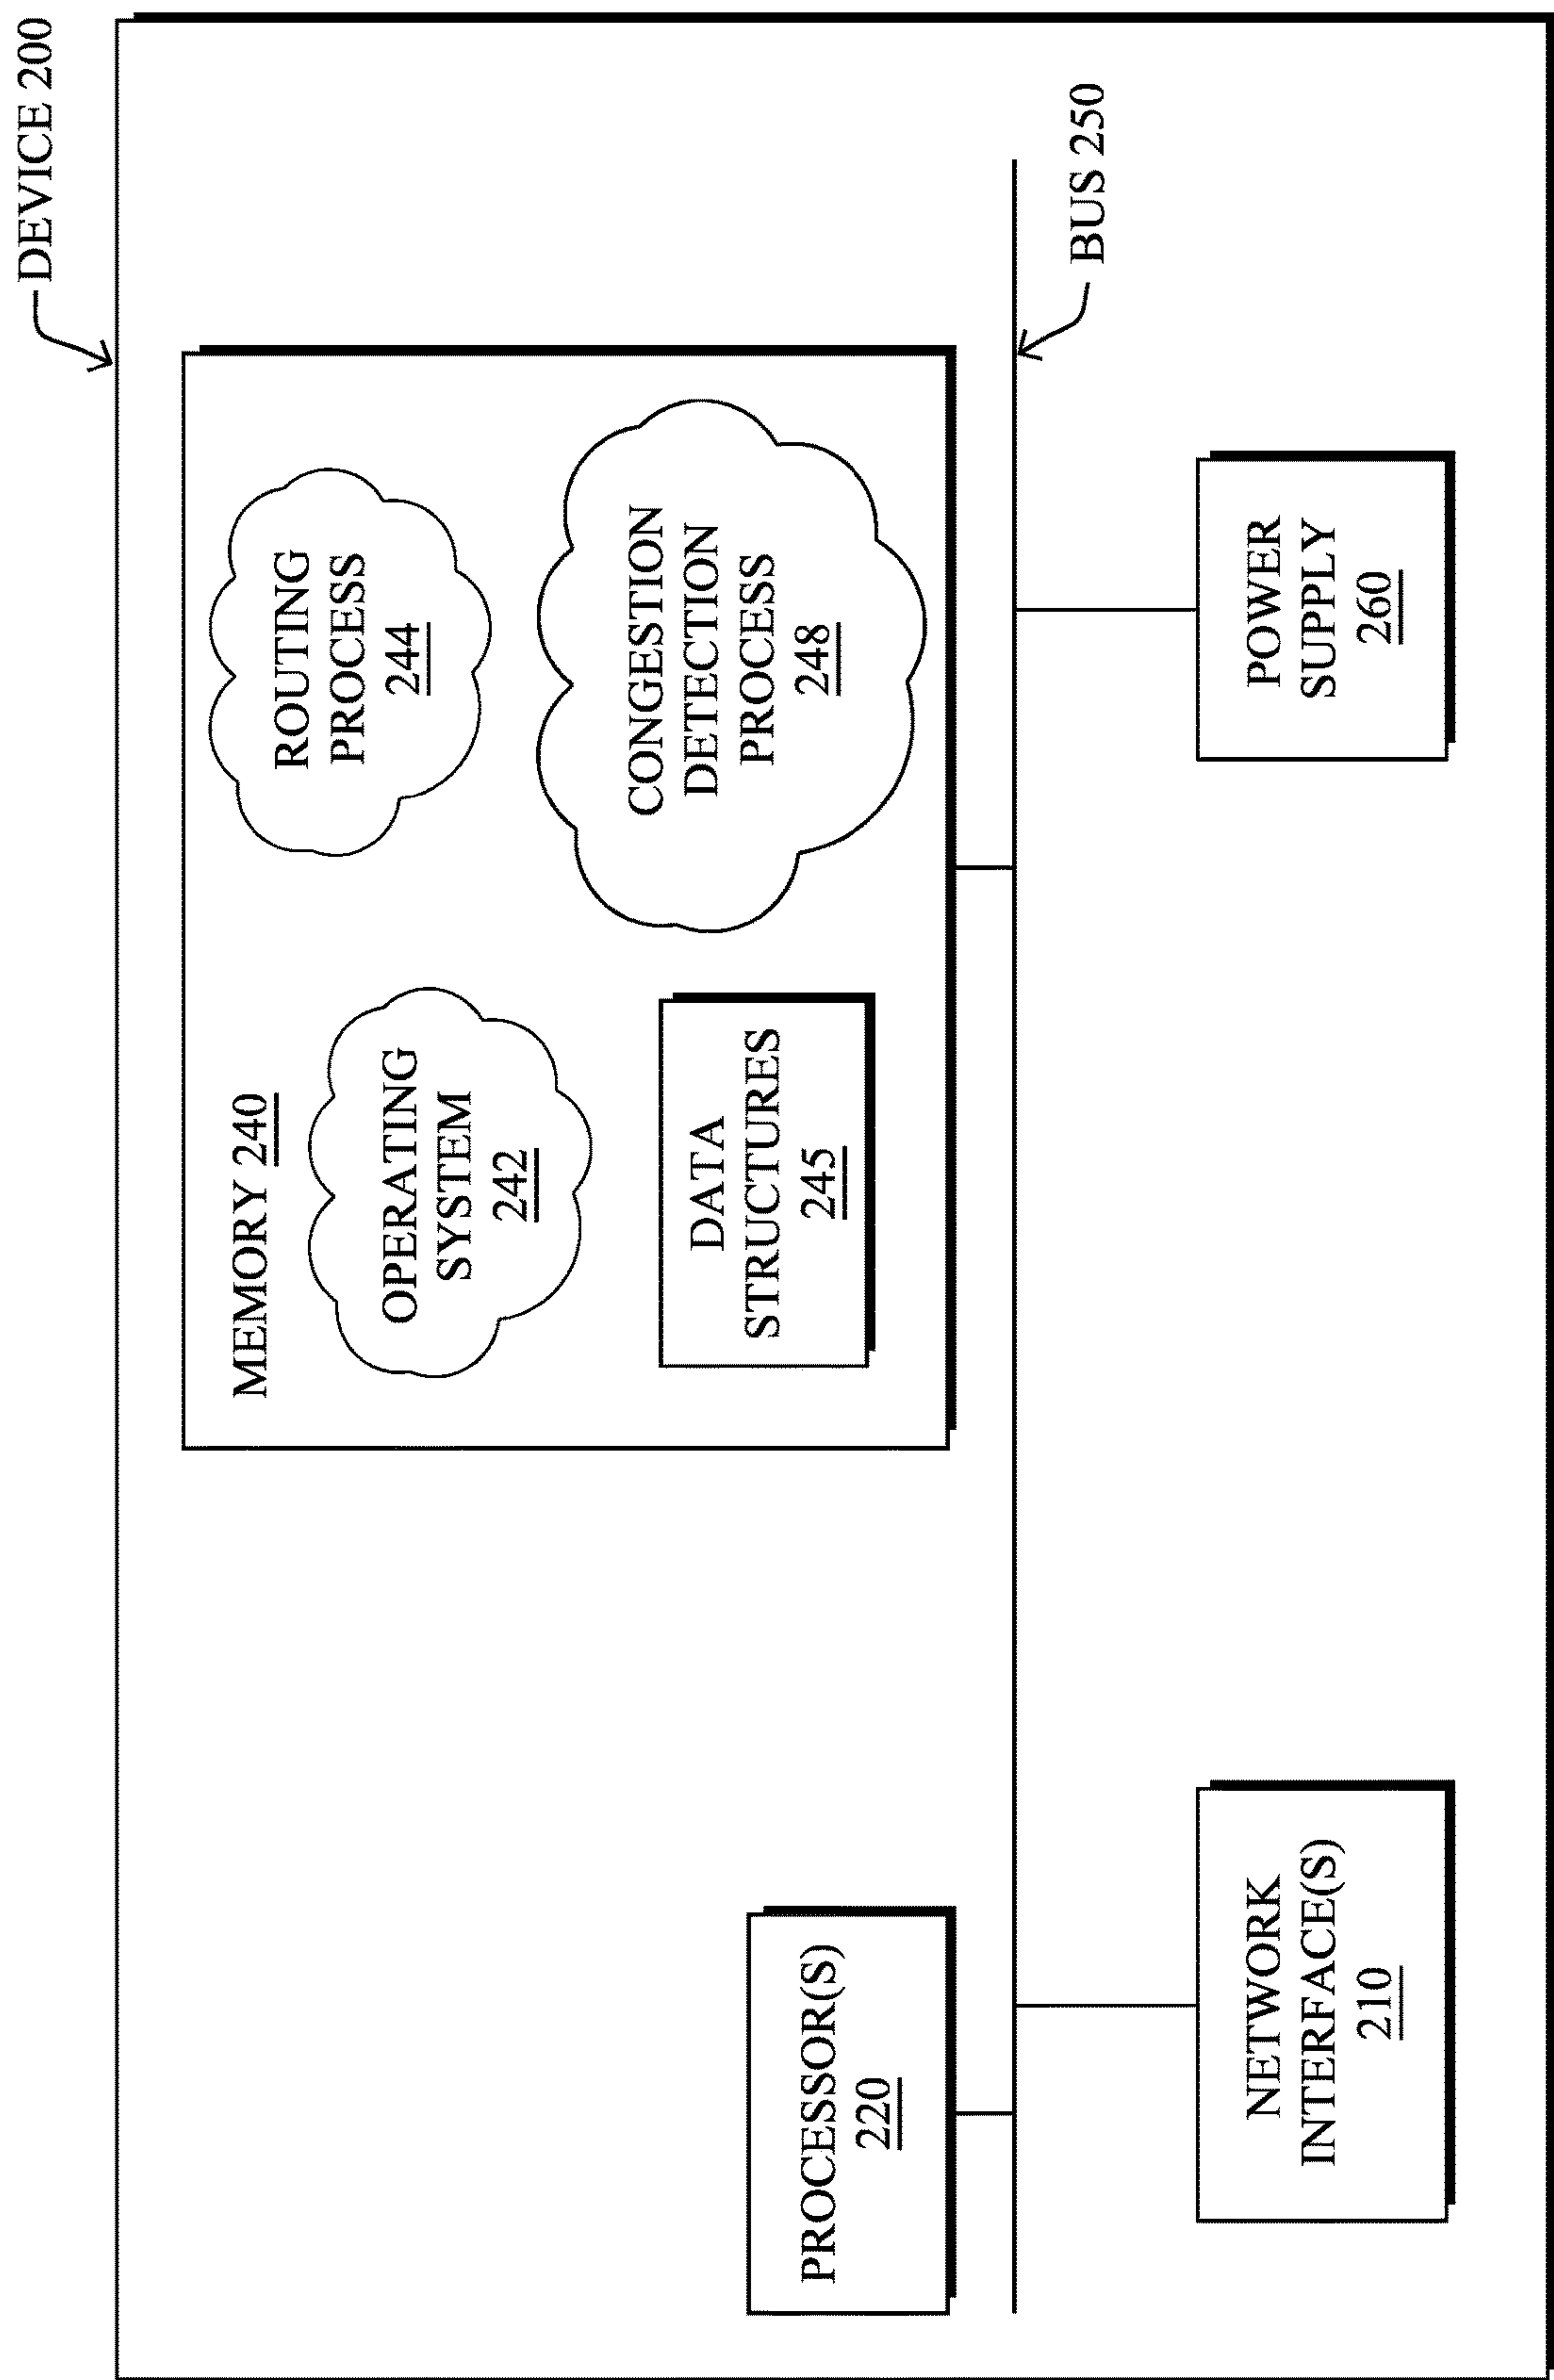 DEVICE 200
MEMORY 240
OPERATING
SYSTEM
242
ROUTING
PROCESS
244
DATA
STRUCTURES
245
CONGESTION
DETECTION
PROCESS
248
PROCESSOR(S)
220
BUS 250
NETWORK
INTERFACE(S)
210
POWER
SUPPLY
260